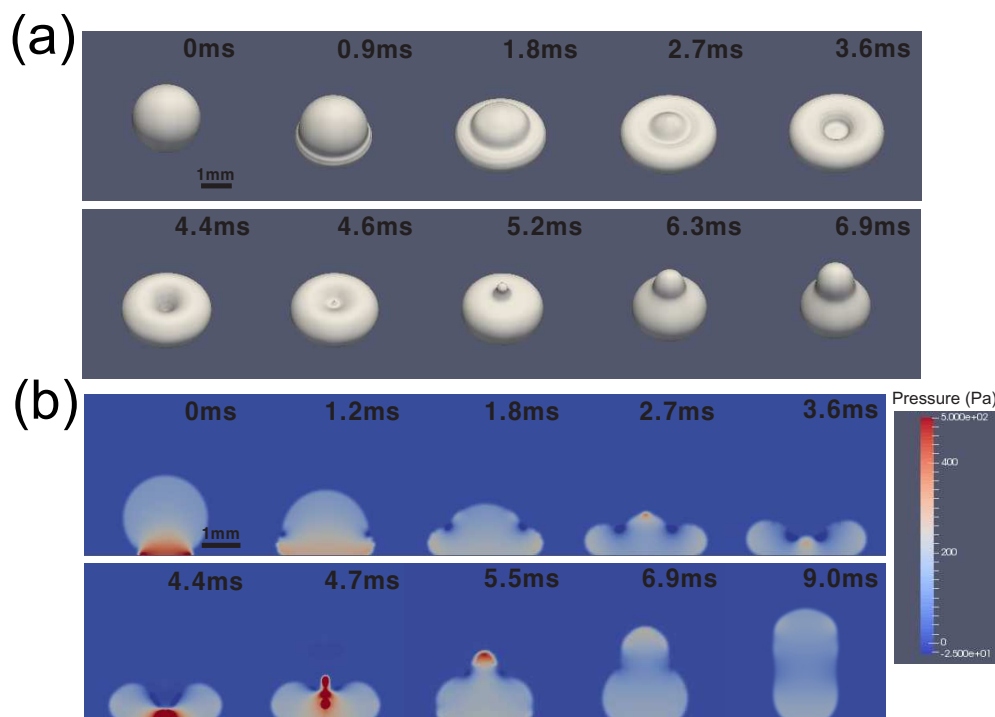 (a)
0ms 0.9ms 1.8ms 2.7ms 3.6ms
1mm
4.4ms 4.6ms 5.2ms 6.3ms 6.9ms
(b)
0ms 1.2ms 1.8ms 2.7ms 3.6ms
1mm
4.4ms 4.7ms 5.5ms 6.9ms 9.0ms
Pressure (Pa)
5.000e+02
400
200
0
-2.500e+01